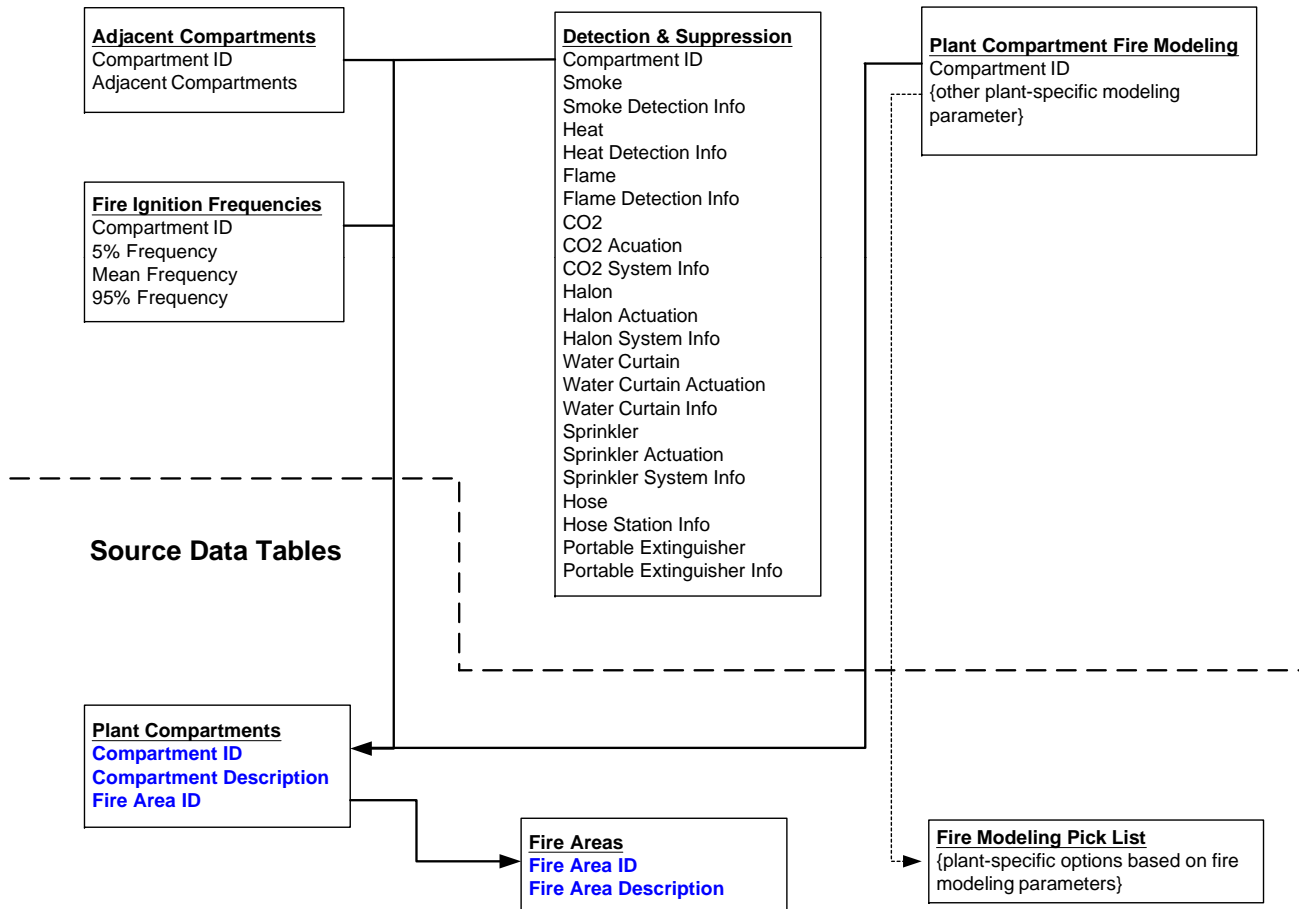 Adjacent Compartments
Compartment ID
Adjacent Compartments
Fire Ignition Frequencies
Compartment ID
5% Frequency
Mean Frequency
95% Frequency
Detection & Suppression
Compartment ID
Smoke
Smoke Detection Info
Heat
Heat Detection Info
Flame
Flame Detection Info
CO2
CO2 Acuation
CO2 System Info
Halon
Halon Actuation
Halon System Info
Water Curtain
Water Curtain Actuation
Water Curtain Info
Sprinkler
Sprinkler Actuation
Sprinkler System Info
Hose
Hose Station Info
Portable Extinguisher
Portable Extinguisher Info
Plant Compartment Fire Modeling
Compartment ID
{other plant-specific modeling
parameter}
Source Data Tables
Plant Compartments
Compartment ID
Compartment Description
Fire Area ID
Fire Areas
Fire Area ID
Fire Area Description
Fire Modeling Pick List
{plant-specific options based on fire
modeling parameters}